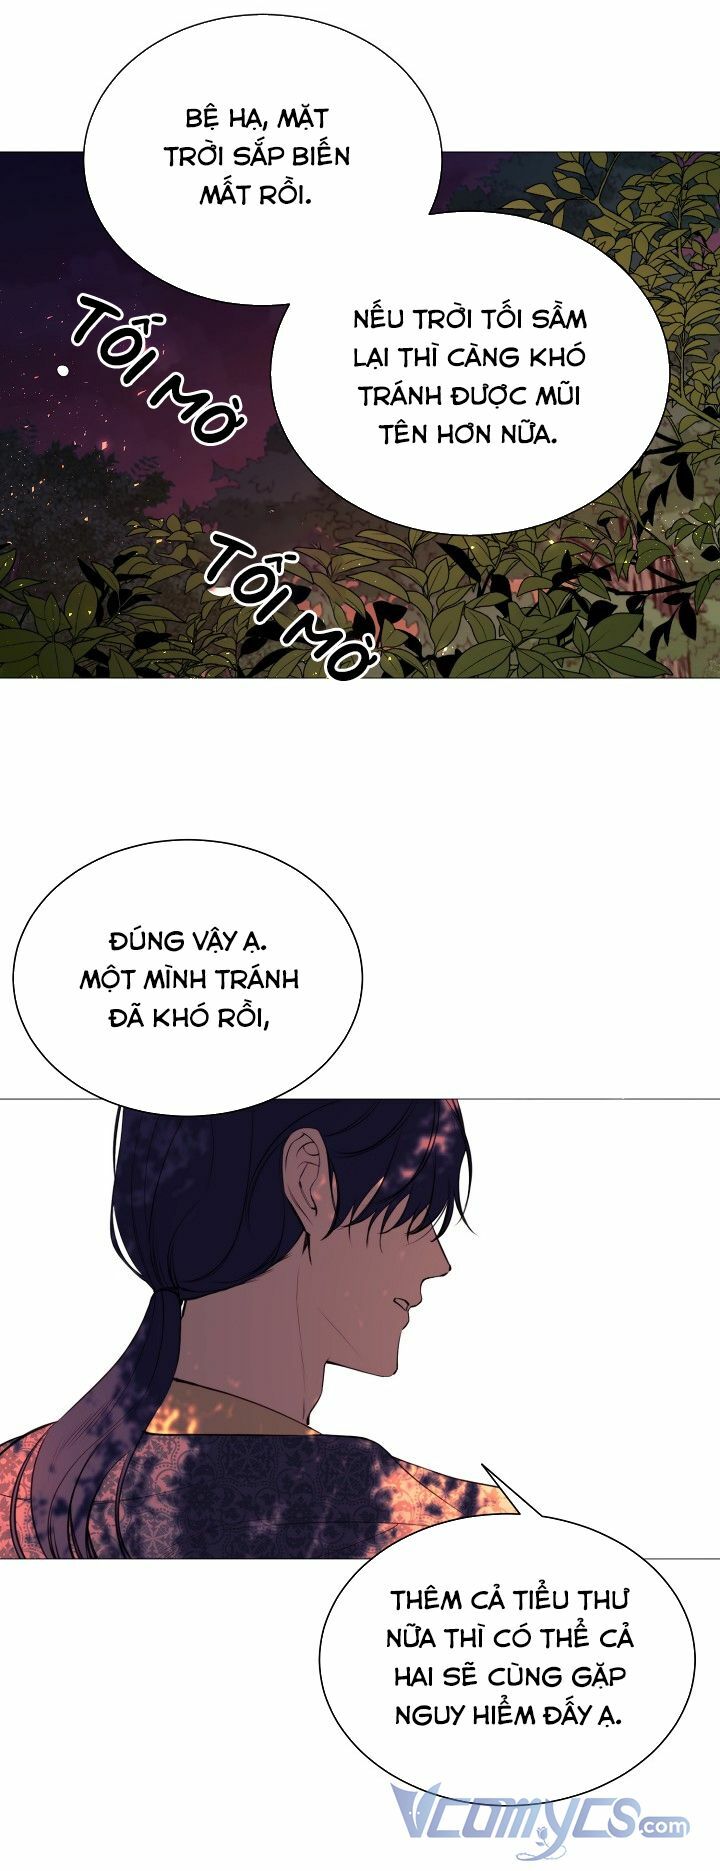 BỆ HẠ, MẶT
TRỜI SẮP BIẾN
MẤT RỒI.
NẾU TRỜI TỐI SẦM
LẠI THÌ CÀNG KHÓ
TRÁNH ĐƯỢC MŨI
TÊN HƠN NỮA.
TỐI MỜ
TỐI MỜ
ĐÚNG VẬY Ạ.
MỘT MÌNH TRÁNH
ĐÃ KHÓ RỒI,
THÊM CẢ TIỂU THƯ
NỮA THÌ CÓ THỂ CẢ
HAI SẼ CÙNG GẶP
NGUY HIỂM ĐẤY Ạ.
VCOMYCS.com